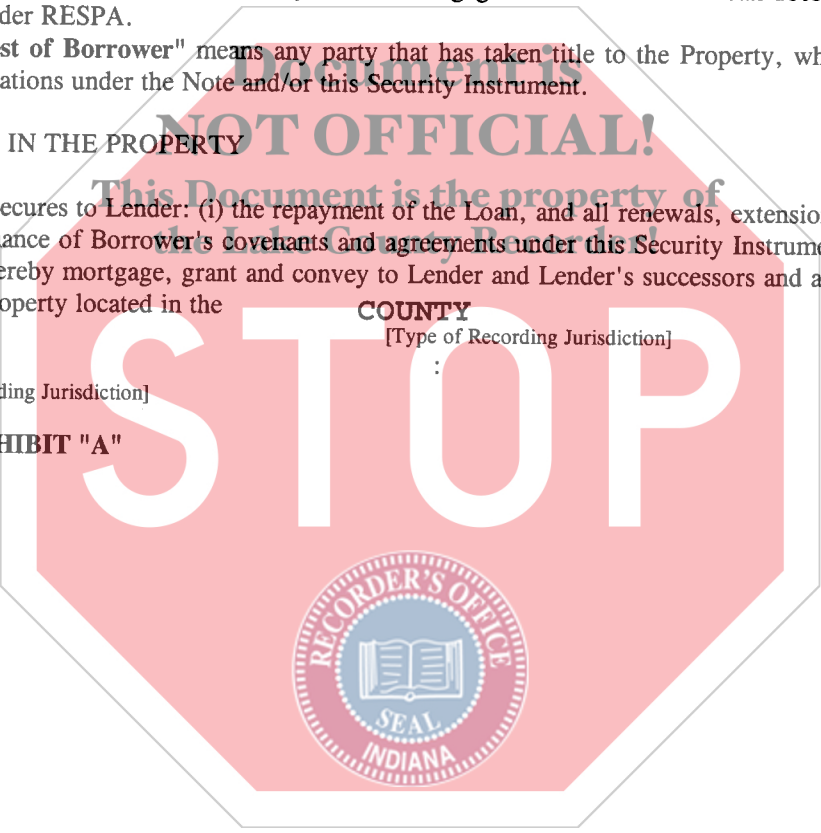 der RESPA.
st of Borrower" means any party that has taken title to the Property, wh
ations under the Note and/or this Security Instrument.
Document is
NOT OFFICIAL!
This Document is the property of
the Lake County Recorder!
IN THE PROPERTY
ecures to Lender: (i) the repayment of the Loan, and all renewals, extensio
ance of Borrower's covenants and agreements under this Security Instrume
ereby mortgage, grant and convey to Lender and Lender's successors and a
operty located in the COUNTY
[Type of Recording Jurisdiction]
:
ding Jurisdiction]
HIBIT "A"
STOP
RECORDER'S OFFICE
SEAL
INDIANA